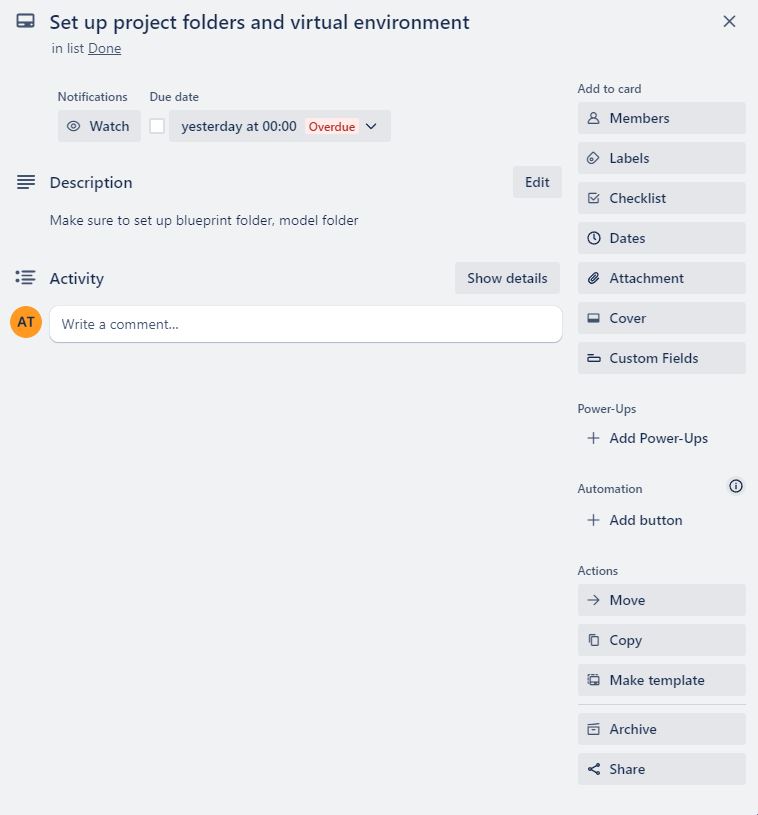 Set up project folders and virtual environment
in list Done
Notifications
Due date
Watch
yesterday at 00:00 Overdue
Description
Edit
Make sure to set up blueprint folder, model folder
Activity
Show details
AT
Write a comment…
Add to card
Members
Labels
Checklist
Dates
Attachment
Cover
Custom Fields
Power-Ups
Add Power-Ups
Automation
Add button
Actions
Move
Copy
Make template
Archive
Share